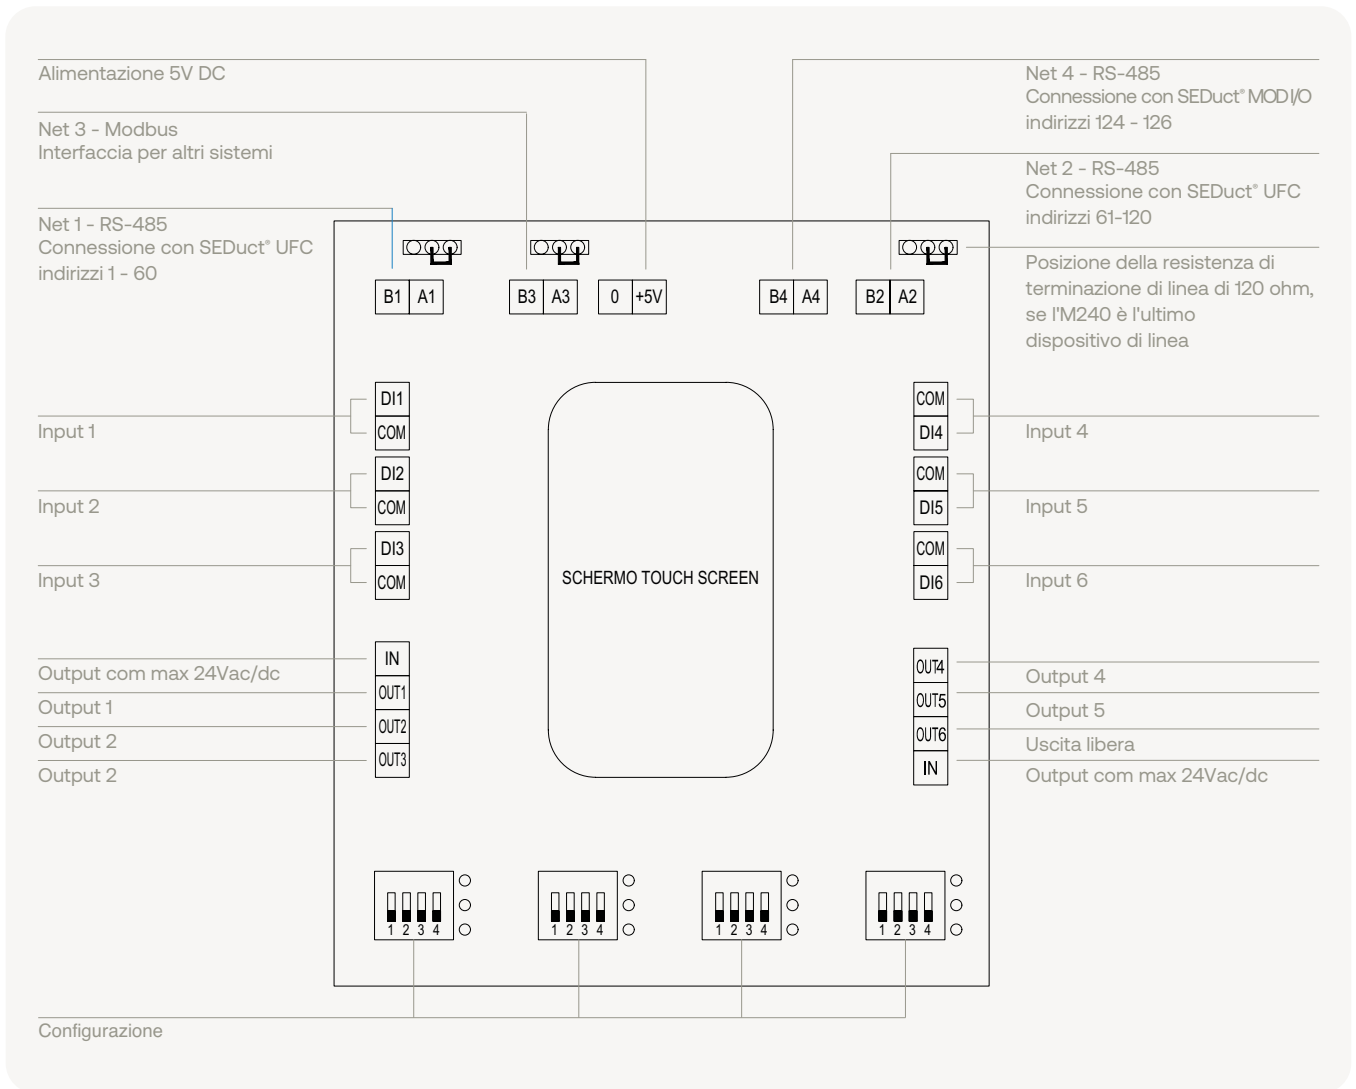 Alimentazione 5V DC
Net 3 - Modbus
Interfaccia per altri sistemi
Net 1 - RS-485
Connessione con SEDuct® UFC
indirizzi 1 - 60
Net 4 - RS-485
Connessione con SEDuct® MOD I/O
indirizzi 124 - 126
Net 2 - RS-485
Connessione con SEDuct® UFC
indirizzi 61-120
Posizione della resistenza di
terminazione di linea di 120 ohm,
se l'M240 è l'ultimo
dispositivo di linea
B1 A1
B3 A3
0 +5V
B4 A4
B2 A2
DI1
COM
DI2
COM
DI3
COM
Input 1
Input 2
Input 3
COM
DI4
COM
DI5
COM
DI6
Input 4
Input 5
Input 6
SCHERMO TOUCH SCREEN
IN
OUT1
OUT2
OUT3
Output com max 24Vac/dc
Output 1
Output 2
Output 2
OUT4
OUT5
OUT6
IN
Output 4
Output 5
Uscita libera
Output com max 24Vac/dc
1 2 3 4
1 2 3 4
1 2 3 4
1 2 3 4
Configurazione